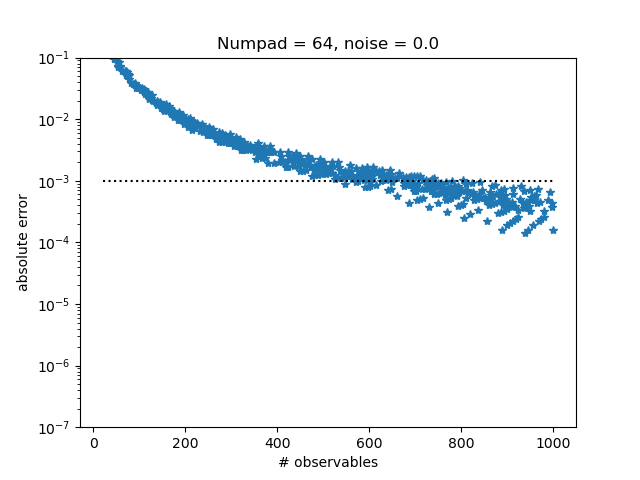 Numpad = 64, noise = 0.0
10⁻¹
10⁻²
10⁻³
10⁻⁴
10⁻⁵
10⁻⁶
10⁻⁷
absolute error
0 200 400 600 800 1000
# observables